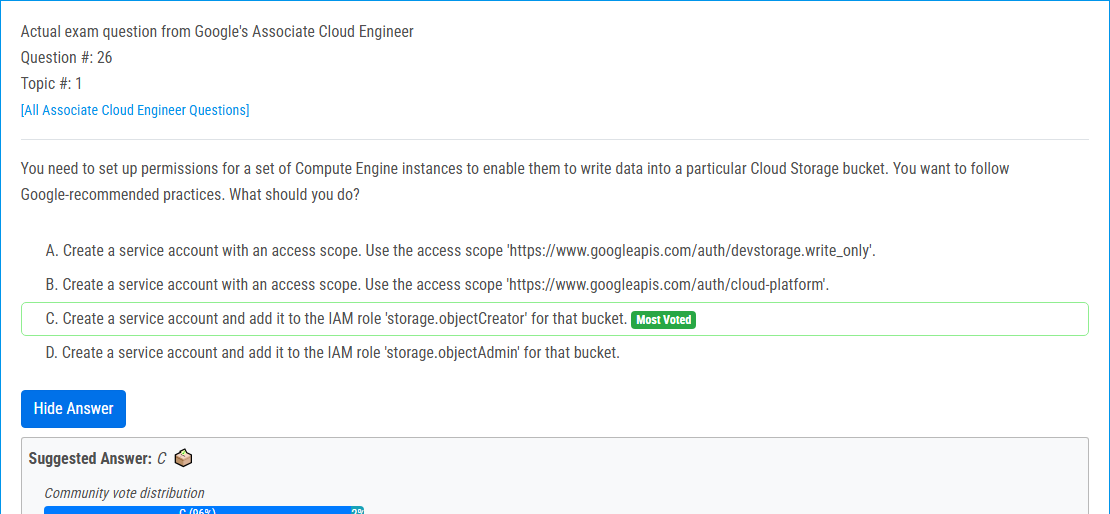 Actual exam question from Google's Associate Cloud Engineer
Question #: 26
Topic #: 1
[All Associate Cloud Engineer Questions]
You need to set up permissions for a set of Compute Engine instances to enable them to write data into a particular Cloud Storage bucket. You want to follow
Google-recommended practices. What should you do?
A. Create a service account with an access scope. Use the access scope 'https://www.googleapis.com/auth/devstorage.write_only'.
B. Create a service account with an access scope. Use the access scope 'https://www.googleapis.com/auth/cloud-platform'.
C. Create a service account and add it to the IAM role 'storage.objectCreator' for that bucket. Most Voted
D. Create a service account and add it to the IAM role 'storage.objectAdmin' for that bucket.
Hide Answer
Suggested Answer: C
Community vote distribution
C (96%)